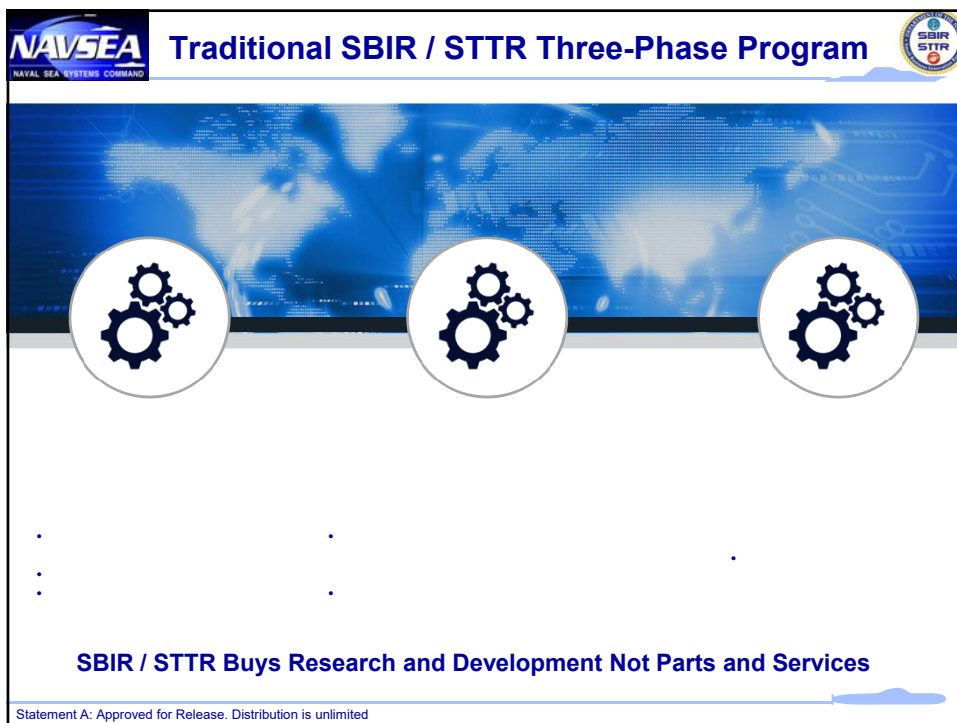 NAVSEA
NAVAL SEA SYSTEMS COMMAND
Traditional SBIR / STTR Three-Phase Program
SBIR
STTR
•
•
•
•
•
•
SBIR / STTR Buys Research and Development Not Parts and Services
Statement A: Approved for Release. Distribution is unlimited